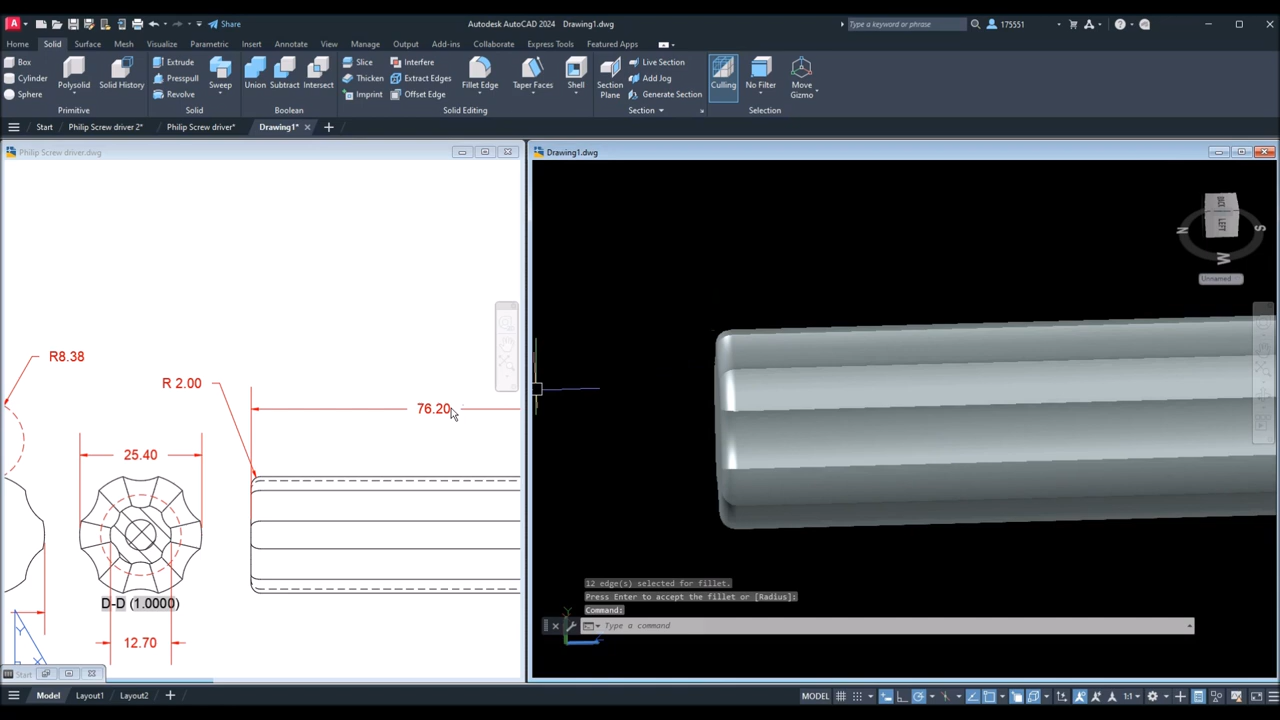 Share
Autodesk AutoCAD 2024 Drawing1.dwg
Type a keyword or phrase
175551
Home Solid Surface Mesh Visualize Parametric Insert Annotate View Manage Output Add-ins Collaborate Express Tools Featured Apps
Box
Cylinder
Sphere
Polysolid
Solid History
Primitive
Extrude
Presspull
Revolve
Sweep
Solid
Union
Subtract
Intersect
Boolean
Slice
Thicken
Imprint
Interfere
Extract Edges
Offset Edge
Fillet Edge
Taper Faces
Shell
Solid Editing
Section
Plane
Live Section
Add Jog
Generate Section
Section
Culling
No Filter
Move
Gizmo
Selection
Start
Philip Screw driver 2*
Philip Screw driver*
Drawing1*
Philip Screw driver.dwg
Drawing1.dwg
N
S
W
BACK
LEFT
Unnamed
R8.38
R 2.00
76.20
25.40
D-D (1.0000)
12.70
Y
X
Y
12 edge(s) selected for fillet.
Press Enter to accept the fillet or [Radius]:
Command:
Type a command
Start
Model Layout1 Layout2
MODEL
1:1